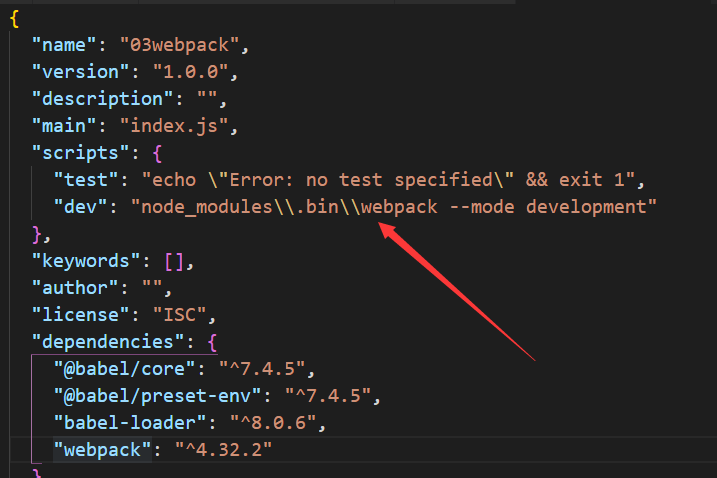 {
"name": "03webpack",
"version": "1.0.0",
"description": "",
"main": "index.js",
"scripts": {
"test": "echo \"Error: no test specified\" && exit 1",
"dev": "node_modules\\.bin\\webpack --mode development"
},
"keywords": [],
"author": "",
"license": "ISC",
"dependencies": {
"@babel/core": "^7.4.5",
"@babel/preset-env": "^7.4.5",
"babel-loader": "^8.0.6",
"webpack": "^4.32.2"
}